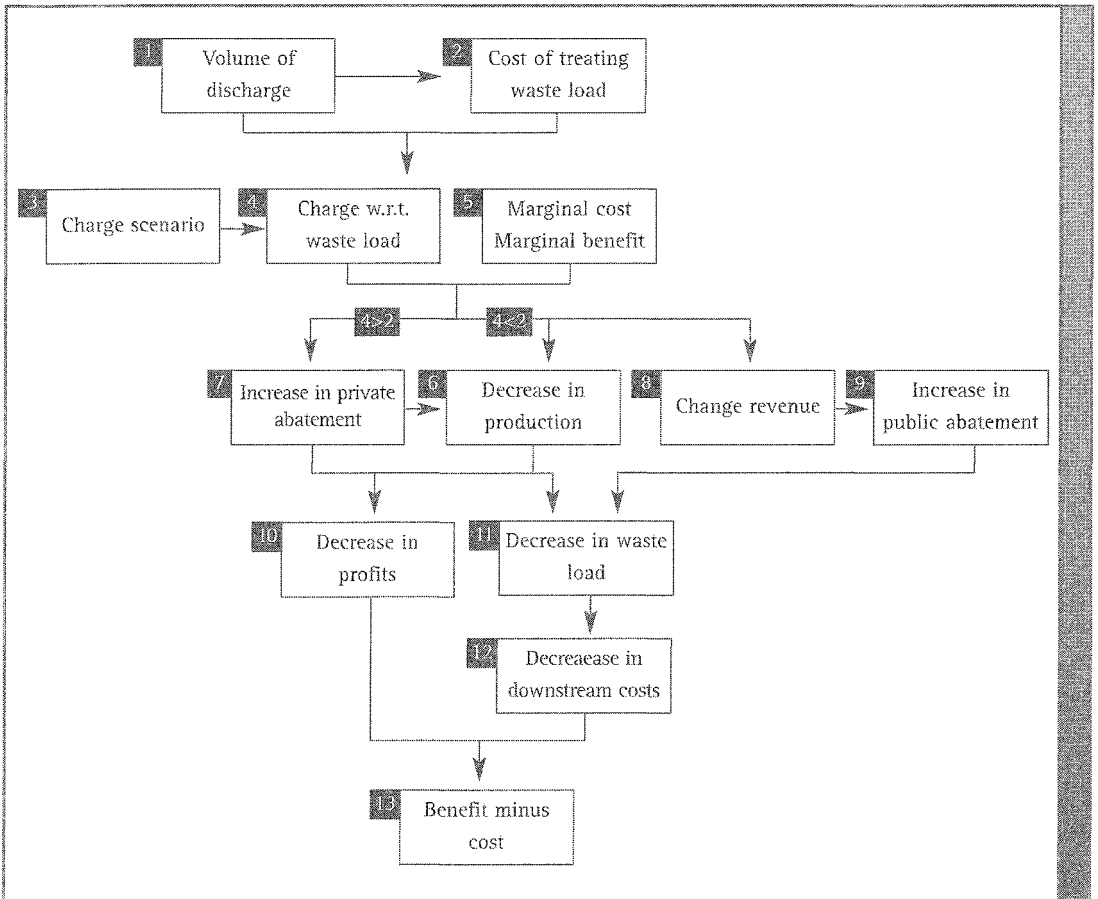 1
Volume of
discharge
2
Cost of treating
waste load
3
Charge scenario
4
Charge w.r.t.
waste load
5
Marginal cost
Marginal benefit
4>2
4<2
7
Increase in private
abatement
6
Decrease in
production
8
Change revenue
9
Increase in
public abatement
10
Decrease in
profits
11
Decrease in waste
load
12
Decreaease in
downstream costs
13
Benefit minus
cost